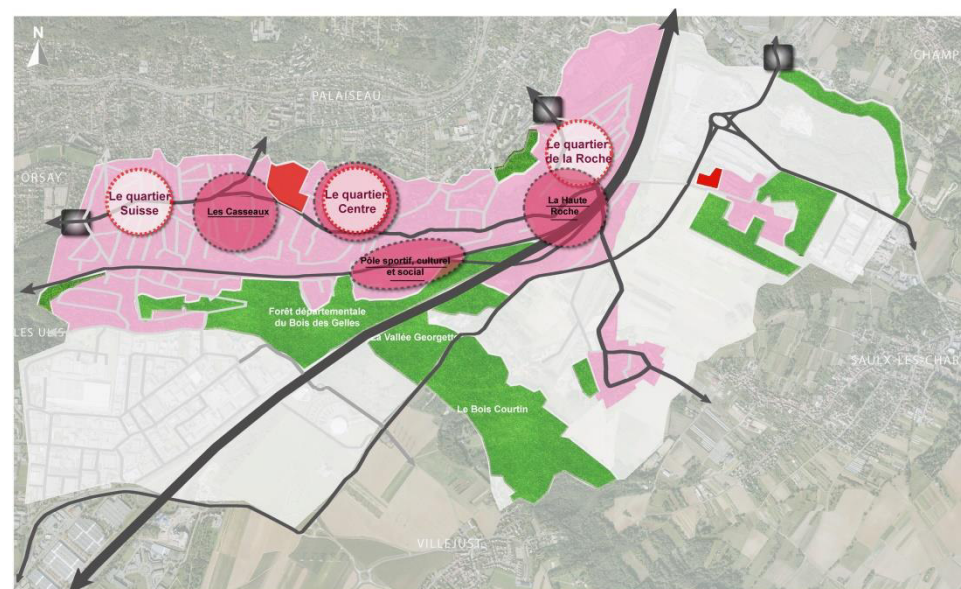 N
CHAMP
PALAISEAU
Le quartier
de la Roche
ORSAY
Le quartier
Suisse
Les Casseaux
Le quartier
Centre
La Haute
Roche
Pôle sportif, culturel
et social
Forêt départementale
du Bois des Gelles
LES ULIS
La Vallée Georgette
SAULX-LES-CHAR
Le Bois Courtin
VILLEJUST